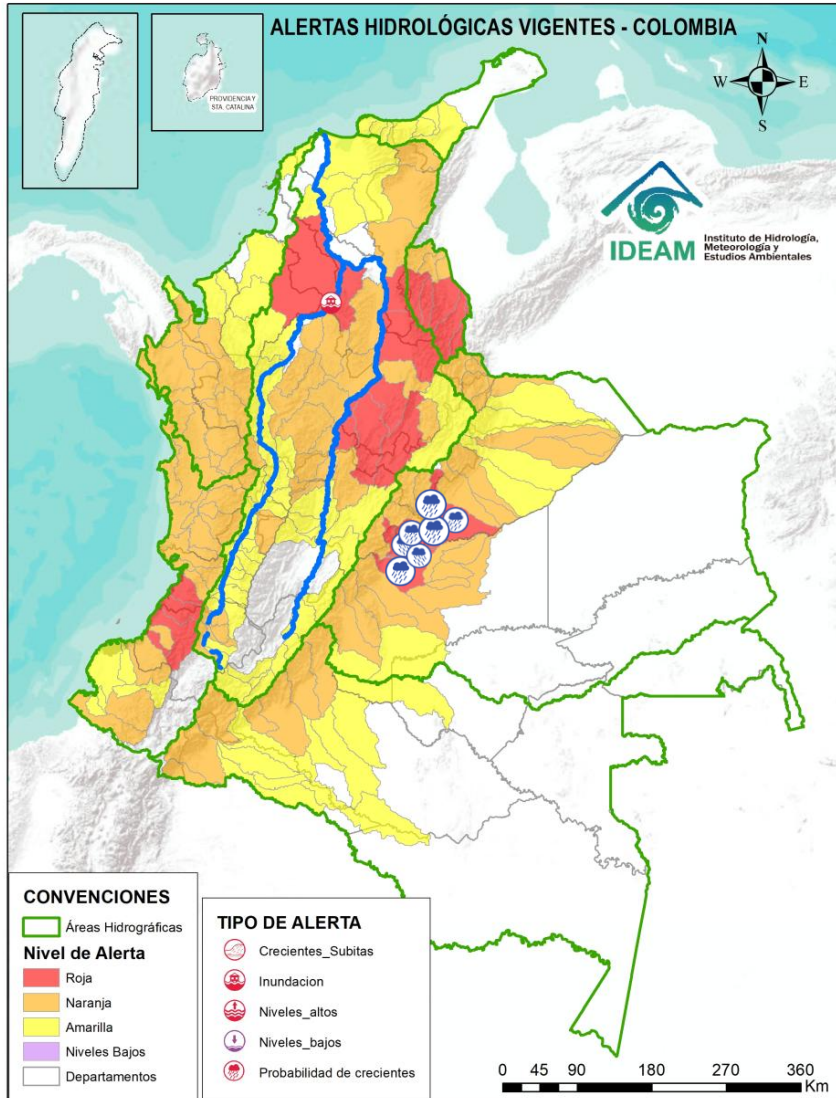 ALERTAS HIDROLÓGICAS VIGENTES - COLOMBIA
PROVIDENCIA Y
STA. CATALINA
N
W
E
S
IDEAM
Instituto de Hidrología,
Meteorología y
Estudios Ambientales
CONVENCIONES
Áreas Hidrográficas
Nivel de Alerta
Roja
Naranja
Amarilla
Niveles Bajos
Departamentos
TIPO DE ALERTA
Crecientes_Subitas
Inundacion
Niveles_altos
Niveles_bajos
Probabilidad de crecientes
0 45 90 180 270 360
Km